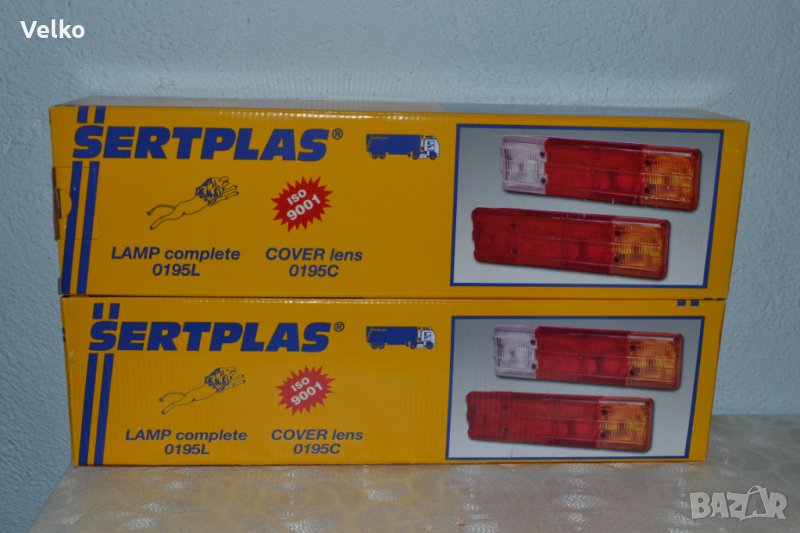 Velko
SERTPLAS®
ISO
9001
LAMP complete
0195L
COVER lens
0195C
SERTPLAS®
ISO
9001
LAMP complete
0195L
COVER lens
0195C
BAZAR